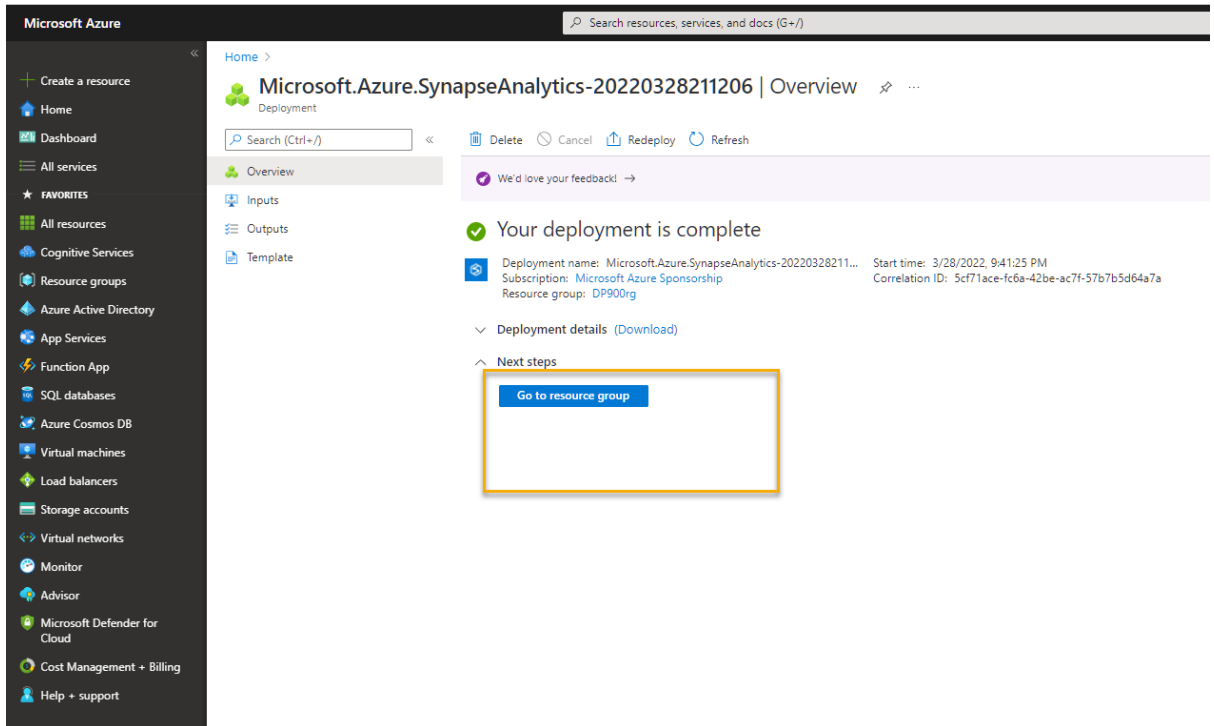 Microsoft Azure
Search resources, services, and docs (G+/)
Create a resource
Home
Dashboard
All services
FAVORITES
All resources
Cognitive Services
Resource groups
Azure Active Directory
App Services
Function App
SQL databases
Azure Cosmos DB
Virtual machines
Load balancers
Storage accounts
Virtual networks
Monitor
Advisor
Microsoft Defender for
Cloud
Cost Management + Billing
Help + support
Home >
Microsoft.Azure.SynapseAnalytics-20220328211206 | Overview
Deployment
Search (Ctrl+/)
Overview
Inputs
Outputs
Template
Delete Cancel Redeploy Refresh
We'd love your feedback! →
Your deployment is complete
Deployment name: Microsoft.Azure.SynapseAnalytics-20220328211... Start time: 3/28/2022, 9:41:25 PM
Subscription: Microsoft Azure Sponsorship Correlation ID: 5cf71ace-fc6a-42be-ac7f-57b7b5d64a7a
Resource group: DP900rg
Deployment details (Download)
Next steps
Go to resource group